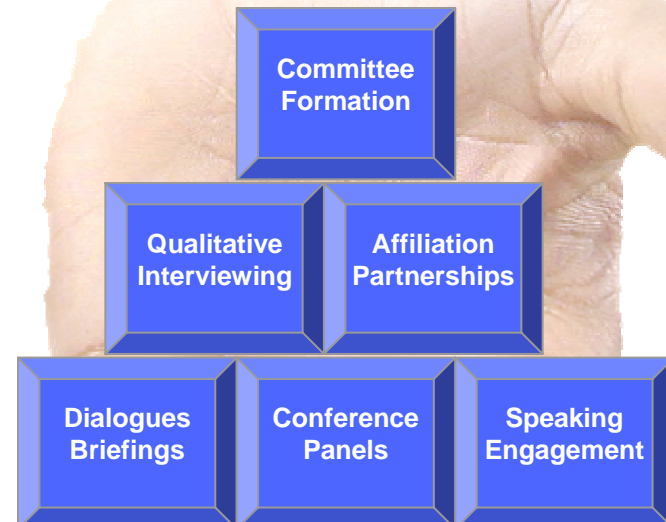 Committee
Formation
Qualitative
Interviewing
Affiliation
Partnerships
Dialogues
Briefings
Conference
Panels
Speaking
Engagement